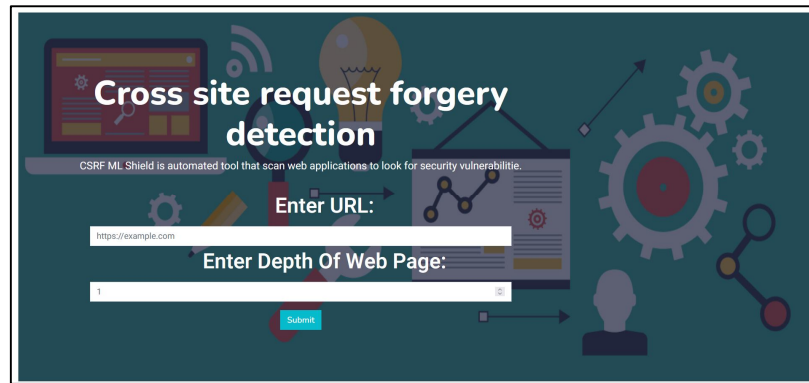 Cross site request forgery
detection
CSRF ML Shield is automated tool that scan web applications to look for security vulnerabilitie.
Enter URL:
https://example.com
Enter Depth Of Web Page:
1
Submit